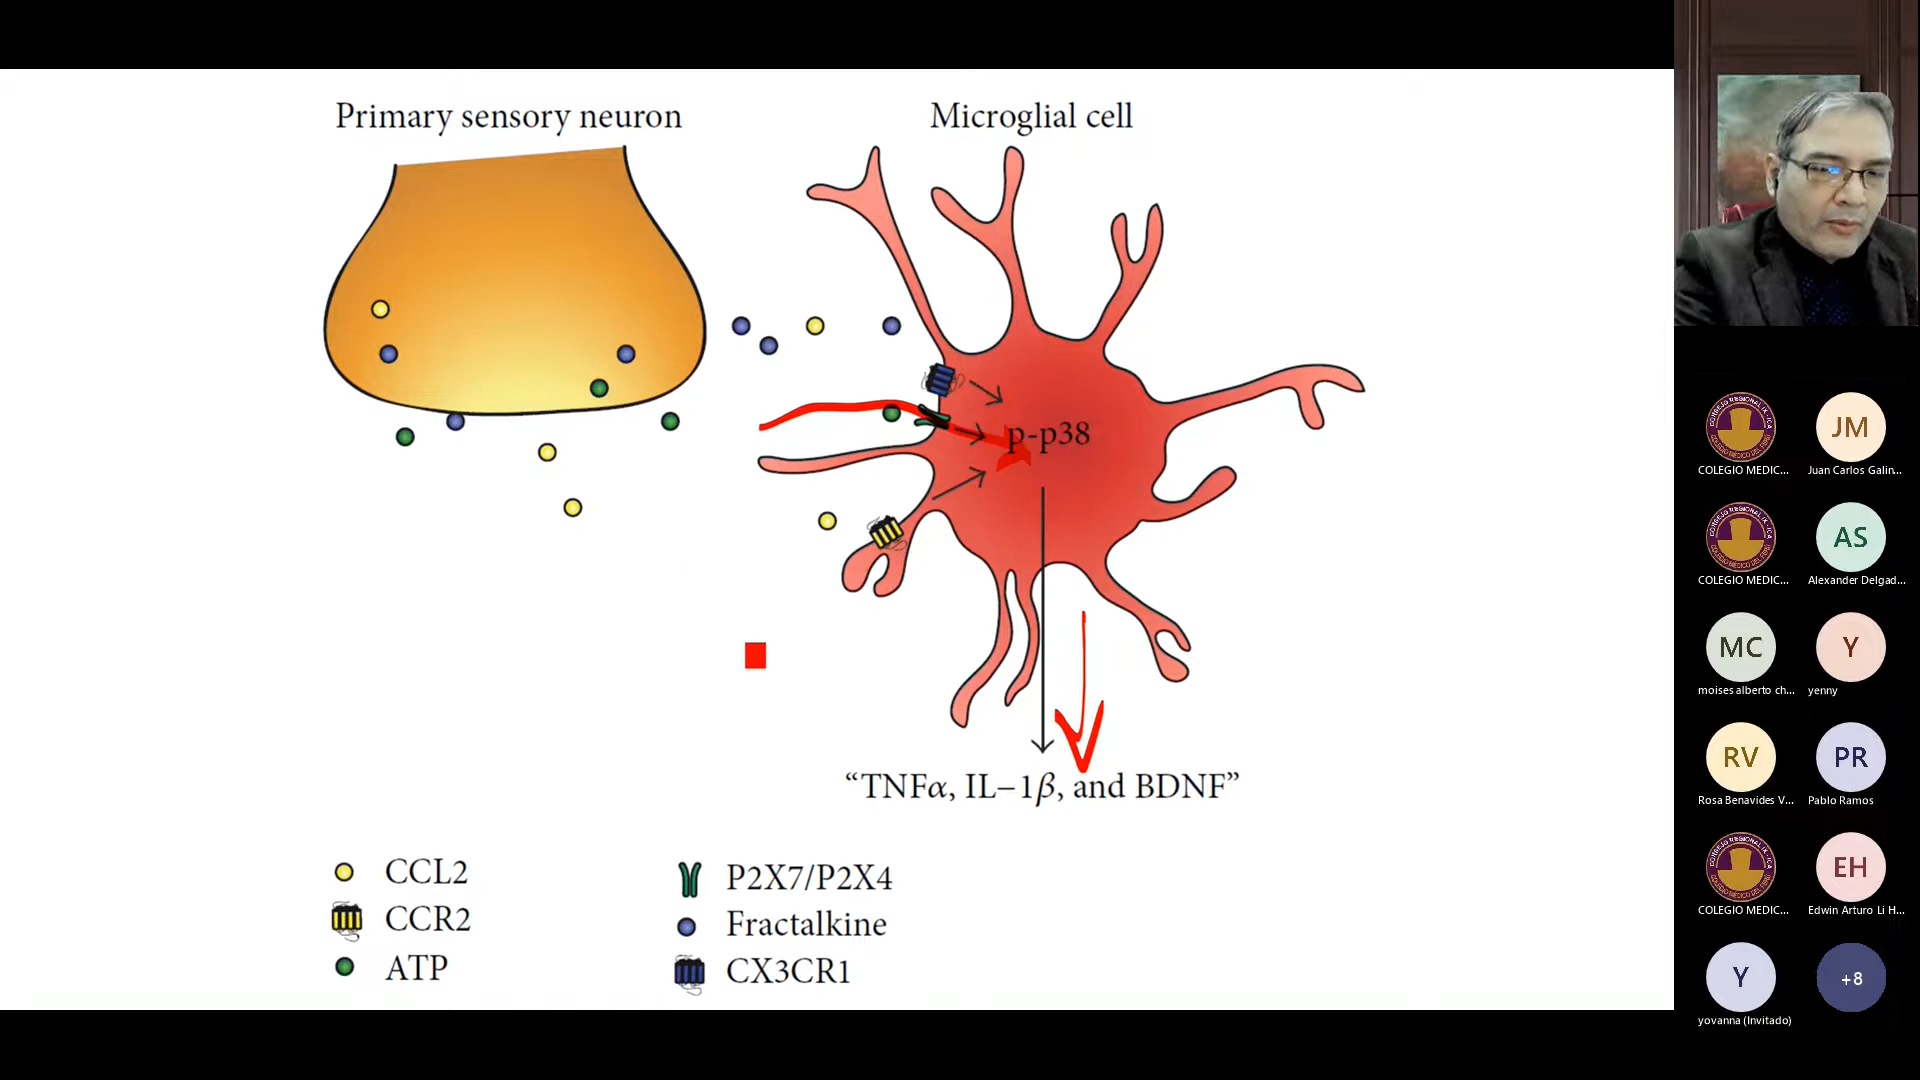 Primary sensory neuron
Microglial cell
p-p38
“TNFα, IL–1β, and BDNF”
CCL2
CCR2
ATP
P2X7/P2X4
Fractalkine
CX3CR1
COLEGIO MEDIC...
JM
Juan Carlos Galin...
COLEGIO MEDIC...
AS
Alexander Delgad...
MC
moises alberto ch...
Y
yenny
RV
Rosa Benavides V...
PR
Pablo Ramos
COLEGIO MEDIC...
EH
Edwin Arturo Li H...
Y
yovanna (Invitado)
+8